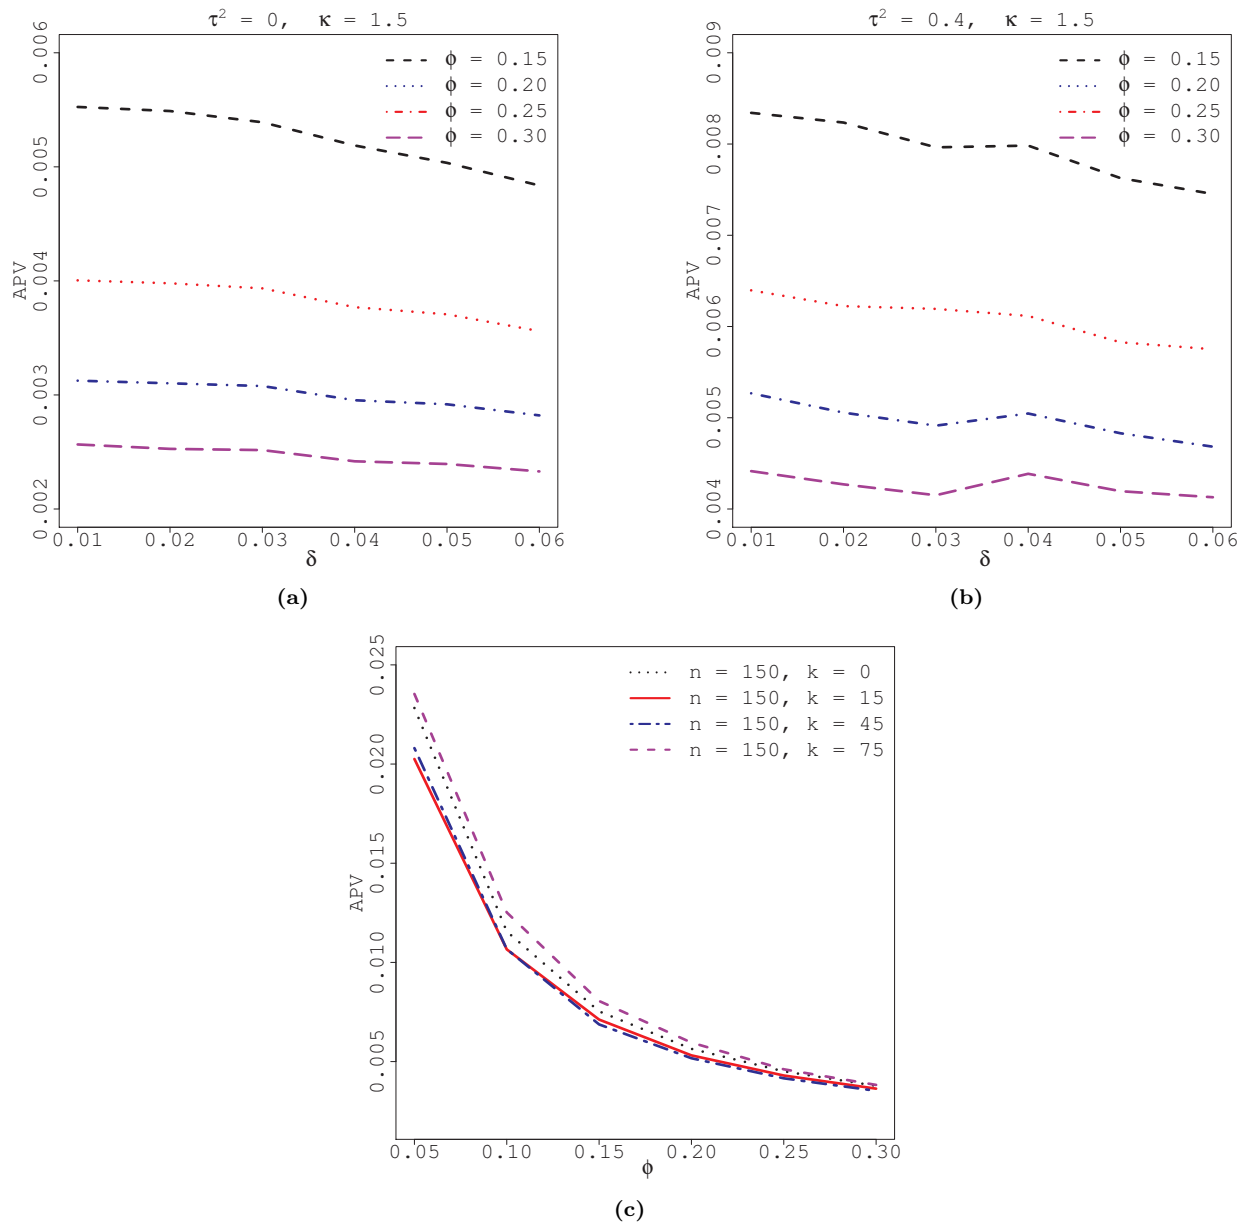 τ² = 0, κ = 1.5
ϕ = 0.15
ϕ = 0.20
ϕ = 0.25
ϕ = 0.30
APV
0.006
0.005
0.004
0.003
0.002
0.01 0.02 0.03 0.04 0.05 0.06
δ
(a)
τ² = 0.4, κ = 1.5
ϕ = 0.15
ϕ = 0.20
ϕ = 0.25
ϕ = 0.30
APV
0.009
0.008
0.007
0.006
0.005
0.004
0.01 0.02 0.03 0.04 0.05 0.06
δ
(b)
n = 150, k = 0
n = 150, k = 15
n = 150, k = 45
n = 150, k = 75
APV
0.025
0.020
0.015
0.010
0.005
0.05 0.10 0.15 0.20 0.25 0.30
ϕ
(c)